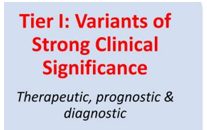 Tier I: Variants of
Strong Clinical
Significance
Therapeutic, prognostic &
diagnostic